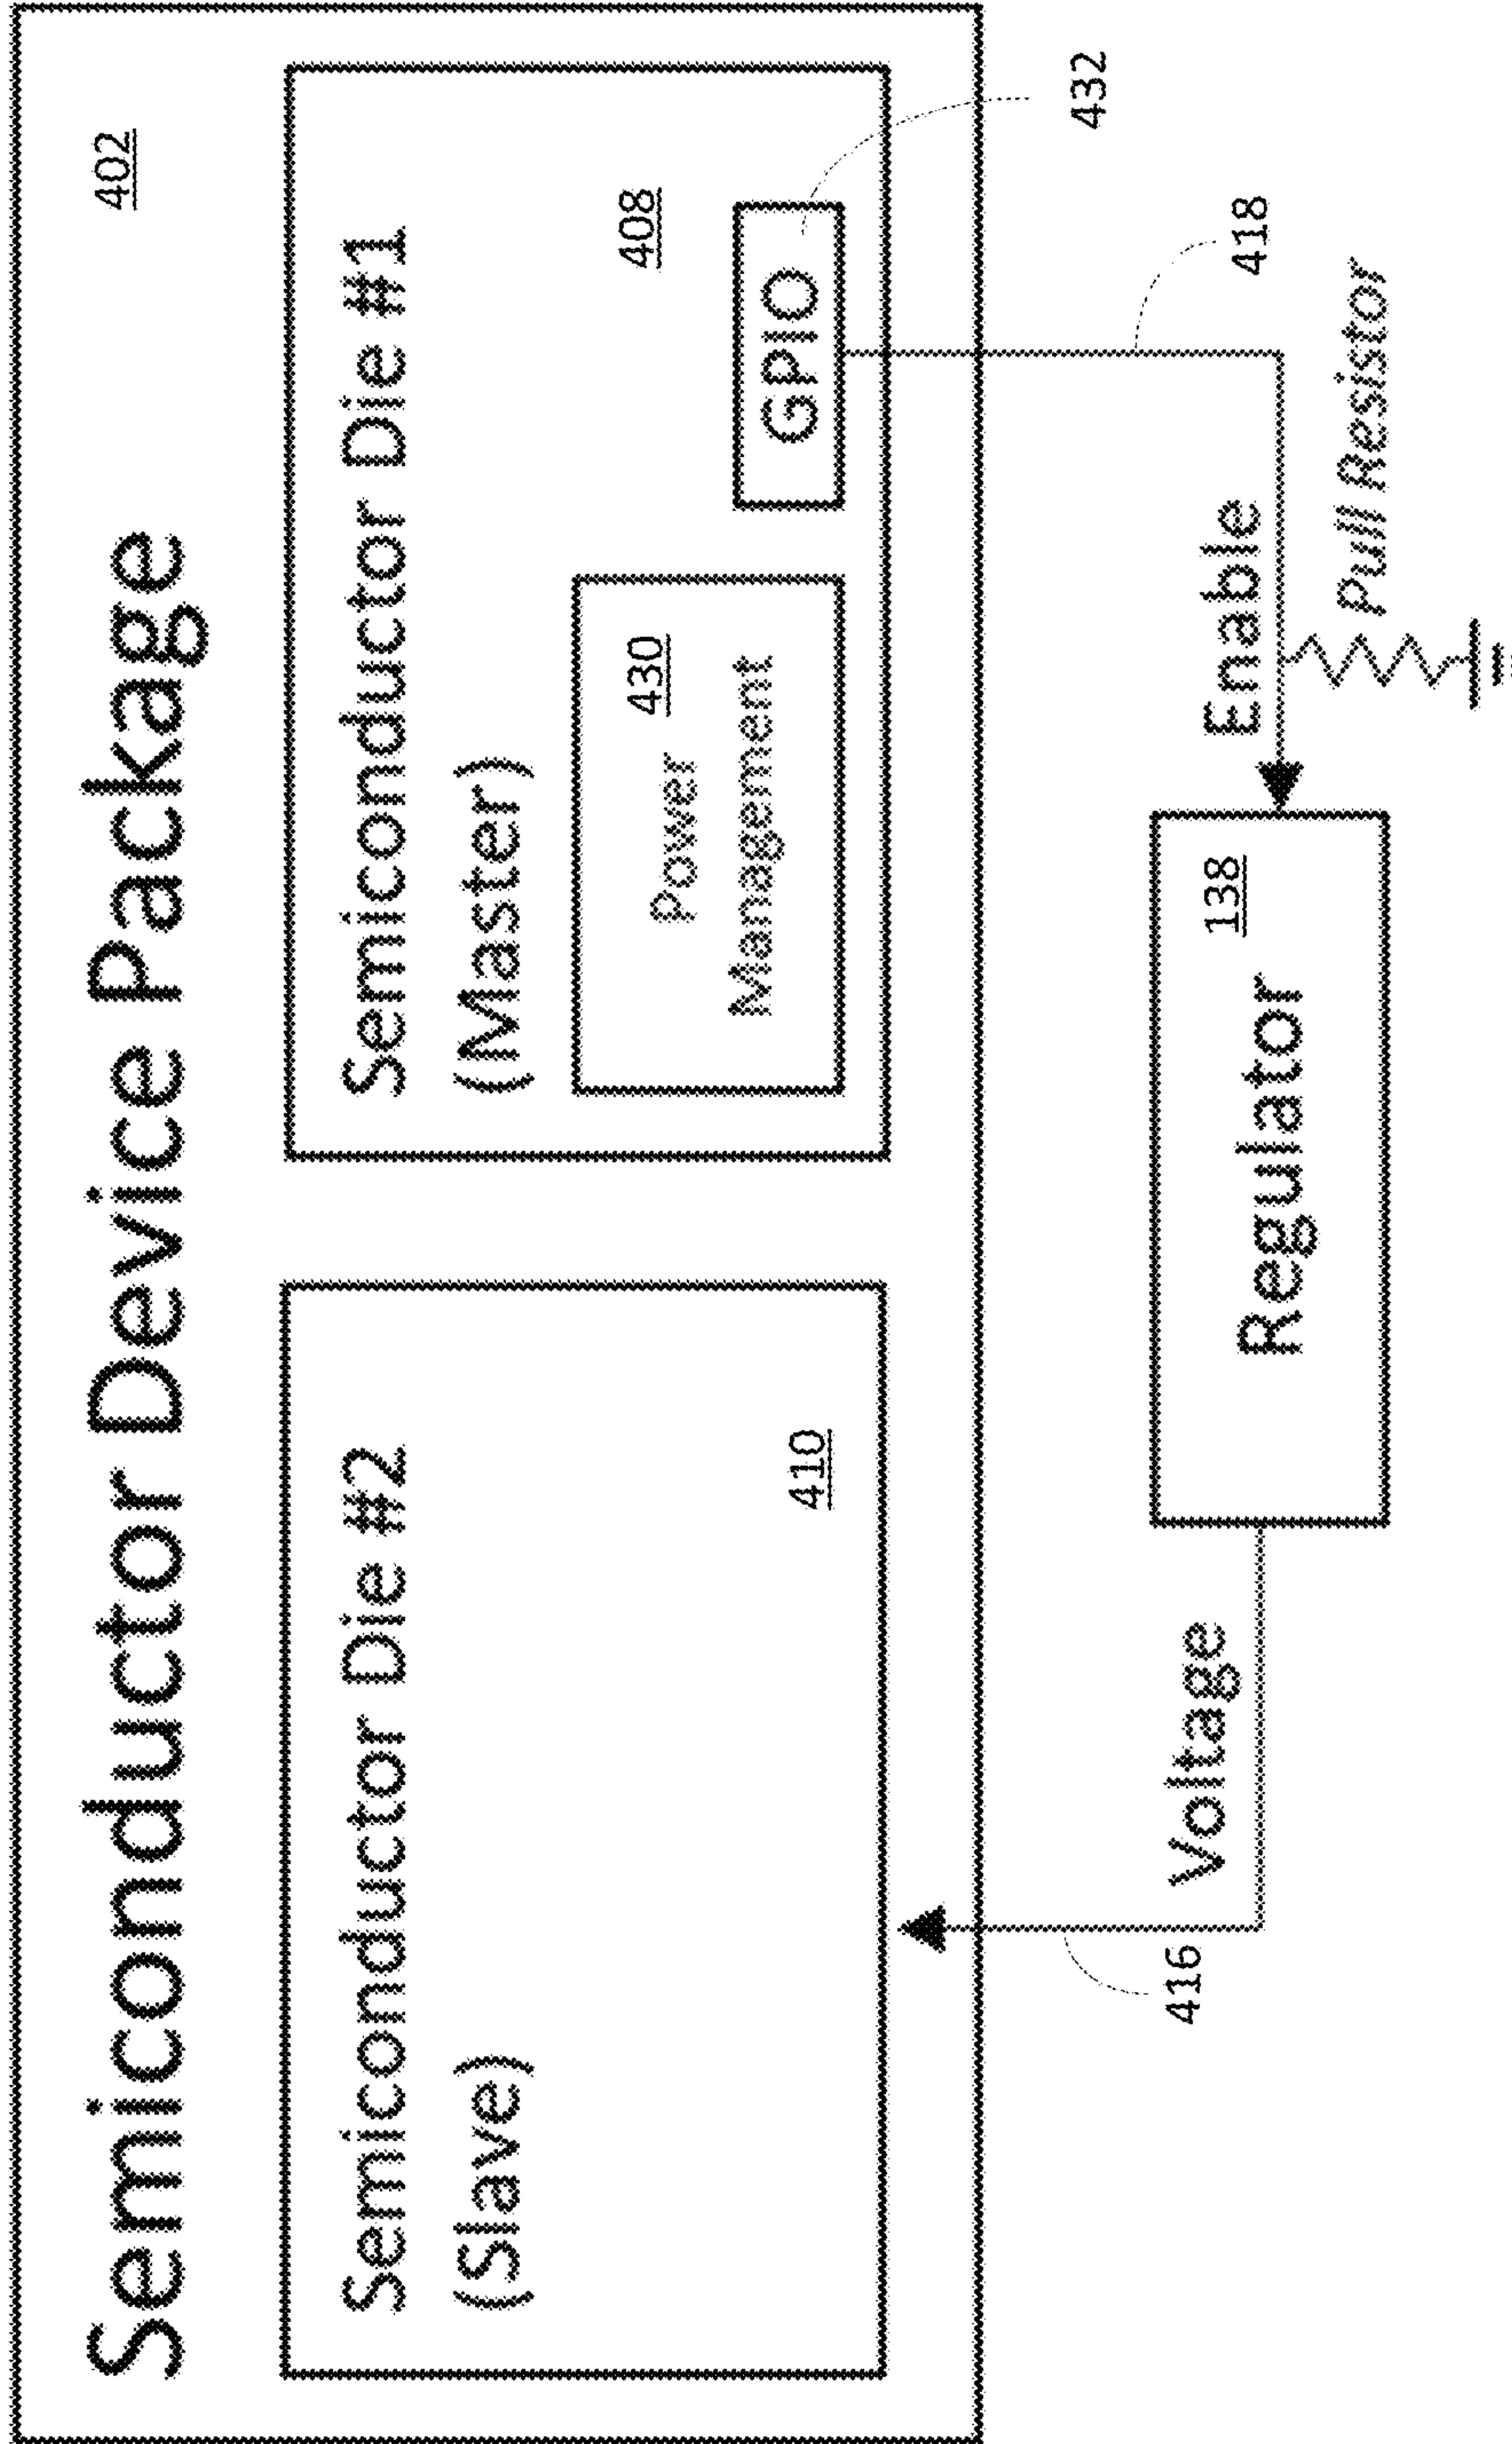 Semiconductor Device Package
402
Semiconductor Die #2
(Slave)
410
Semiconductor Die #1
(Master)
408
430
Power
Management
GPIO
432
416
Voltage
138
Regulator
Enable
418
Pull Resistor